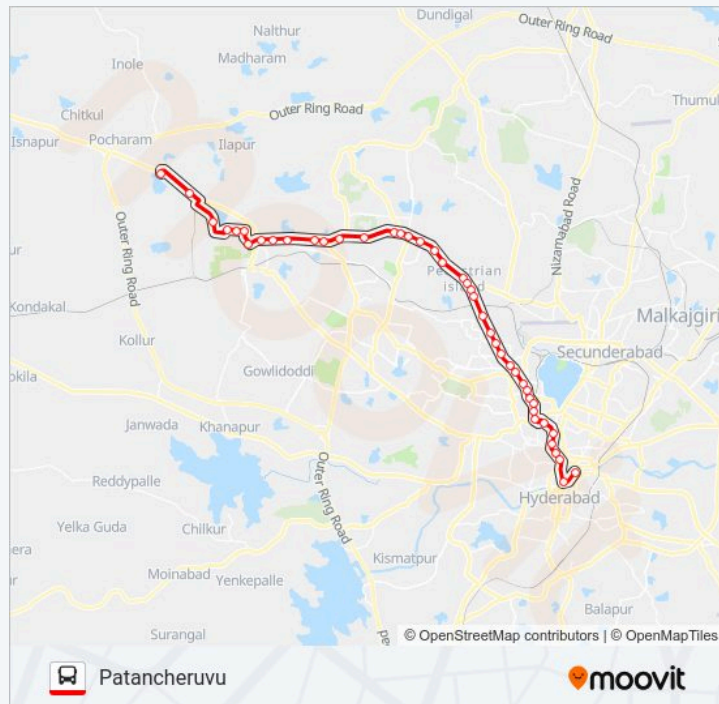 Dundigal
Nalthur
Inole
Madharam
Outer Ring Road
Thumu
Chitkul
Outer Ring Road
Isnapur
Pocharam
Ilapur
Nizamabad Road
Outer Ring Road
Pedestrian
island
Kondakal
Malkajgiri
Kollur
Secunderabad
Gowlidoddi
okila
Janwada
Khanapur
Outer Ring Road
Reddypalle
Hyderabad
Yelka Guda
Chilkur
era
Kismatpur
Moinabad
Yenkepalle
Balapur
Surangal
© OpenStreetMap contributors | © OpenMapTiles
Patancheruvu
moovit